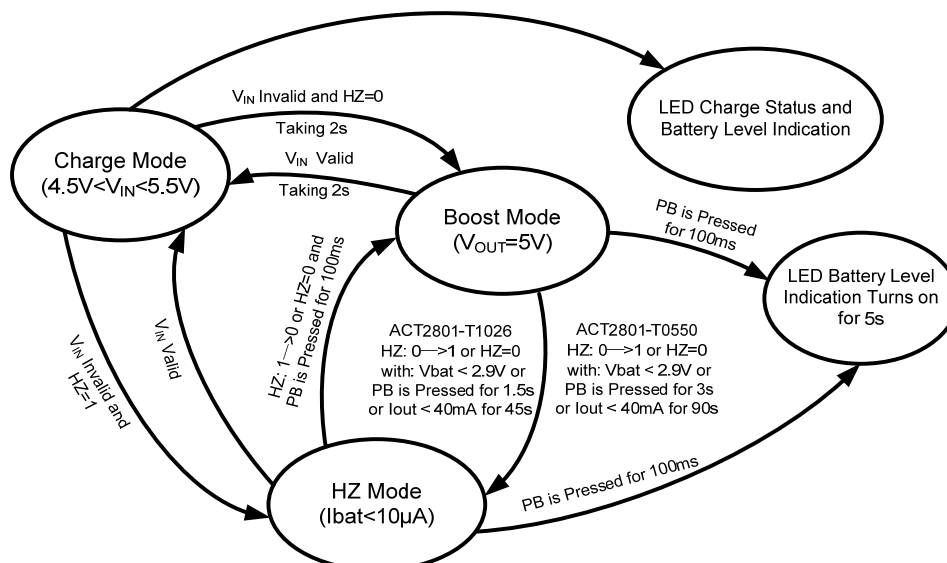 V_IN Invalid and HZ=0
Taking 2s
V_IN Valid
Taking 2s
Charge Mode
(4.5V<V_IN<5.5V)
LED Charge Status and
Battery Level Indication
Boost Mode
(V_OUT=5V)
PB is Pressed
for 100ms
LED Battery Level
Indication Turns on
for 5s
HZ: 1—>0 or HZ=0 and
PB is Pressed for 100ms
ACT2801-T1026
HZ: 0—>1 or HZ=0
with: Vbat < 2.9V or
PB is Pressed for 1.5s
or Iout < 40mA for 45s
ACT2801-T0550
HZ: 0—>1 or HZ=0
with: Vbat < 2.9V or
PB is Pressed for 3s
or Iout < 40mA for 90s
V_IN Invalid and
HZ=1
V_IN Valid
HZ Mode
(Ibat<10µA)
PB is Pressed for 100ms